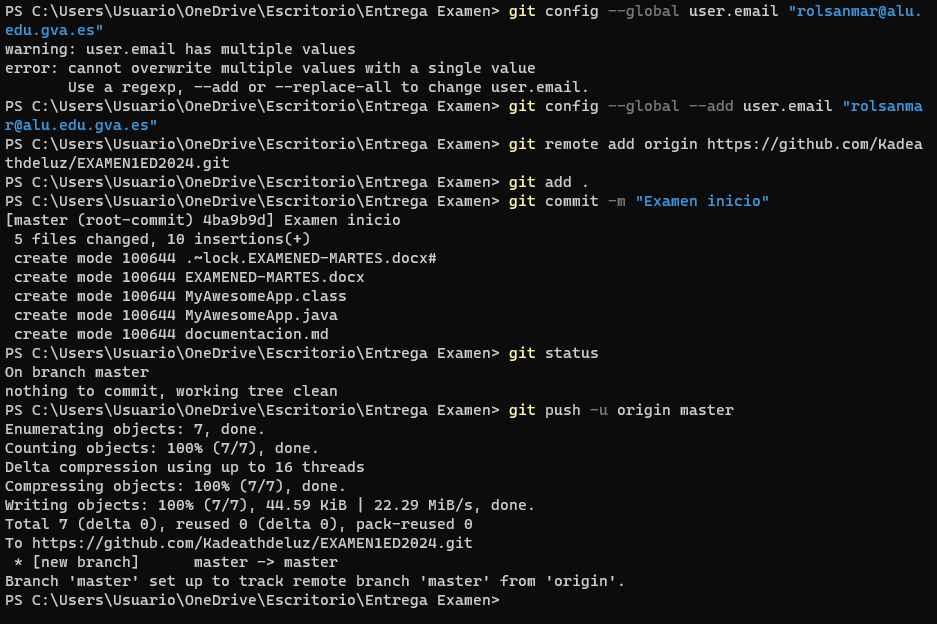 PS C:\Users\Usuario\OneDrive\Escritorio\Entrega Examen> git config --global user.email "rolsanmar@alu.
edu.gva.es"
warning: user.email has multiple values
error: cannot overwrite multiple values with a single value
       Use a regexp, --add or --replace-all to change user.email.
PS C:\Users\Usuario\OneDrive\Escritorio\Entrega Examen> git config --global --add user.email "rolsanma
r@alu.edu.gva.es"
PS C:\Users\Usuario\OneDrive\Escritorio\Entrega Examen> git remote add origin https://github.com/Kadea
thdeluz/EXAMEN1ED2024.git
PS C:\Users\Usuario\OneDrive\Escritorio\Entrega Examen> git add .
PS C:\Users\Usuario\OneDrive\Escritorio\Entrega Examen> git commit -m "Examen inicio"
[master (root-commit) 4ba9b9d] Examen inicio
 5 files changed, 10 insertions(+)
 create mode 100644 .~lock.EXAMENED-MARTES.docx#
 create mode 100644 EXAMENED-MARTES.docx
 create mode 100644 MyAwesomeApp.class
 create mode 100644 MyAwesomeApp.java
 create mode 100644 documentacion.md
PS C:\Users\Usuario\OneDrive\Escritorio\Entrega Examen> git status
On branch master
nothing to commit, working tree clean
PS C:\Users\Usuario\OneDrive\Escritorio\Entrega Examen> git push -u origin master
Enumerating objects: 7, done.
Counting objects: 100% (7/7), done.
Delta compression using up to 16 threads
Compressing objects: 100% (7/7), done.
Writing objects: 100% (7/7), 44.59 KiB | 22.29 MiB/s, done.
Total 7 (delta 0), reused 0 (delta 0), pack-reused 0
To https://github.com/Kadeathdeluz/EXAMEN1ED2024.git
 * [new branch]      master -> master
Branch 'master' set up to track remote branch 'master' from 'origin'.
PS C:\Users\Usuario\OneDrive\Escritorio\Entrega Examen>